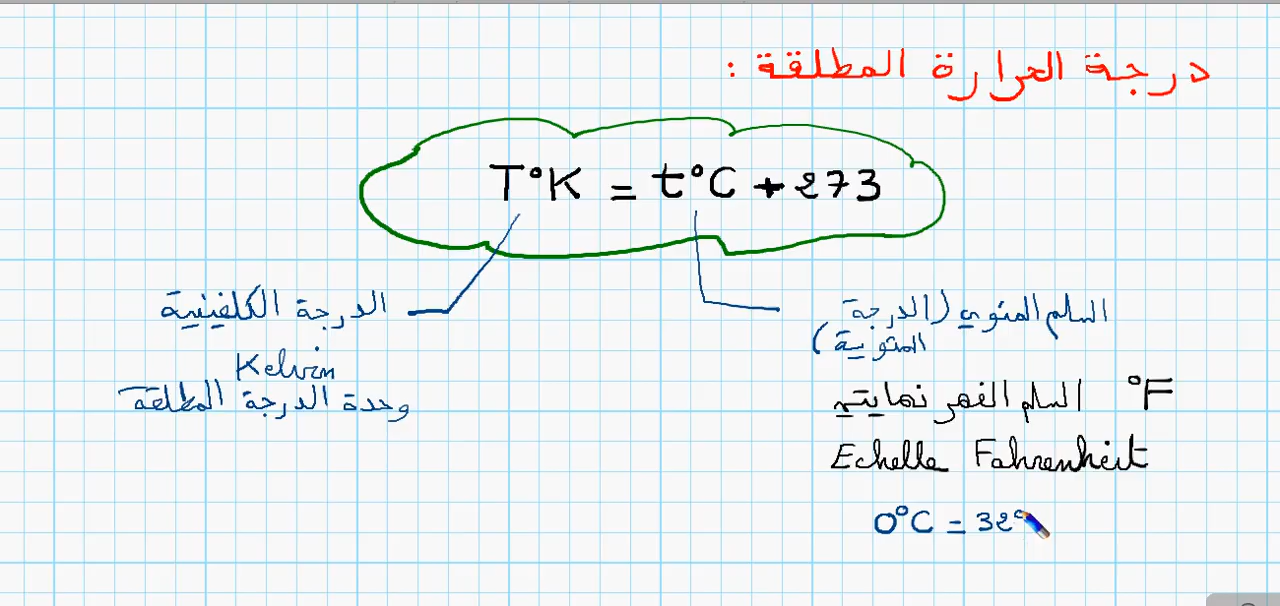 درجة الحرارة المطلقة :
T°K = t°C + 273
السلم المئوي (الدرجة
المئوية)
الدرجة الكلفينية
Kelvin
وحدة الدرجة المطلقة
°F السلم الفهرنهايتي
Echelle Fahrenheit
0°C = 32°